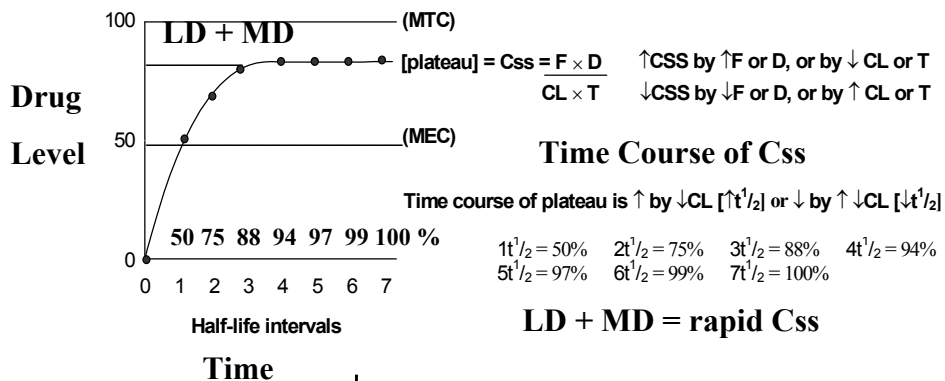 100
(MTC)
LD + MD
[plateau] = Css = F × D
CL × T
↑CSS by ↑F or D, or by ↓ CL or T
↓CSS by ↓F or D, or by ↑ CL or T
Drug
Level
50
(MEC)
Time Course of Css
Time course of plateau is ↑ by ↓CL [↑t¹/₂] or ↓ by ↑ ↓CL [↓t¹/₂]
50 75 88 94 97 99 100 %
1t¹/₂ = 50% 2t¹/₂ = 75% 3t¹/₂ = 88% 4t¹/₂ = 94%
5t¹/₂ = 97% 6t¹/₂ = 99% 7t¹/₂ = 100%
0
0 1 2 3 4 5 6 7
Half-life intervals
LD + MD = rapid Css
Time